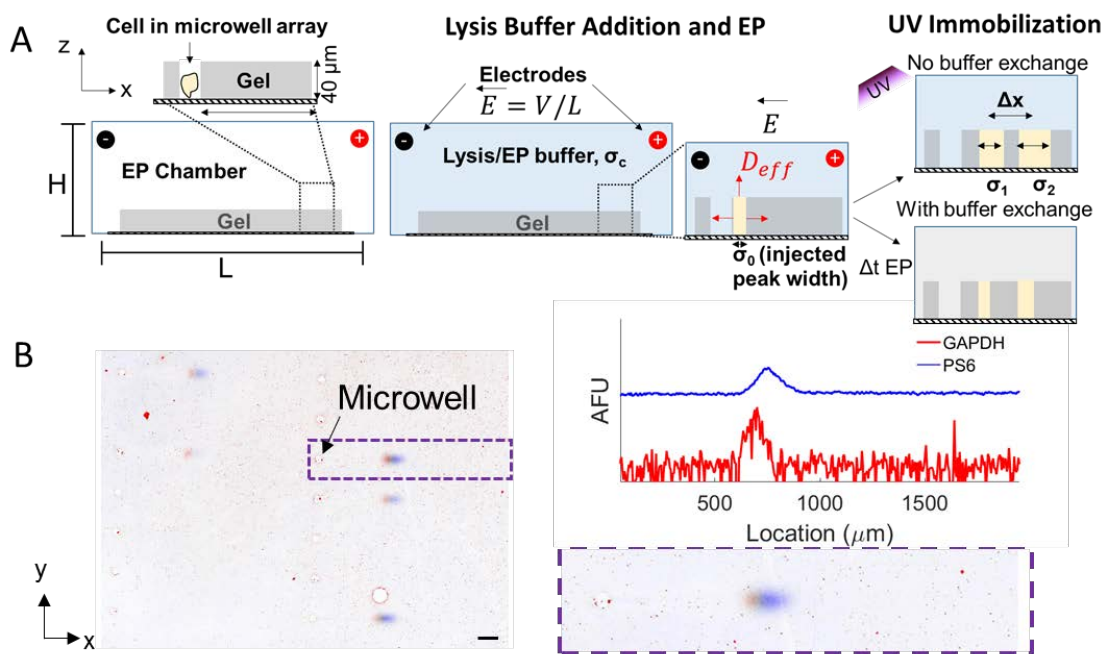 A
Cell in microwell array
z
x
Gel
40 μm
H
EP Chamber
Gel
L
-
+
Lysis Buffer Addition and EP
Electrodes
E = V/L
Lysis/EP buffer, σc
Gel
-
+
E
Deff
σ0 (injected
peak width)
UV Immobilization
No buffer exchange
UV
Δx
σ1
σ2
With buffer exchange
Δt EP
B
Microwell
y
x
GAPDH
PS6
AFU
500
1000
1500
Location (μm)